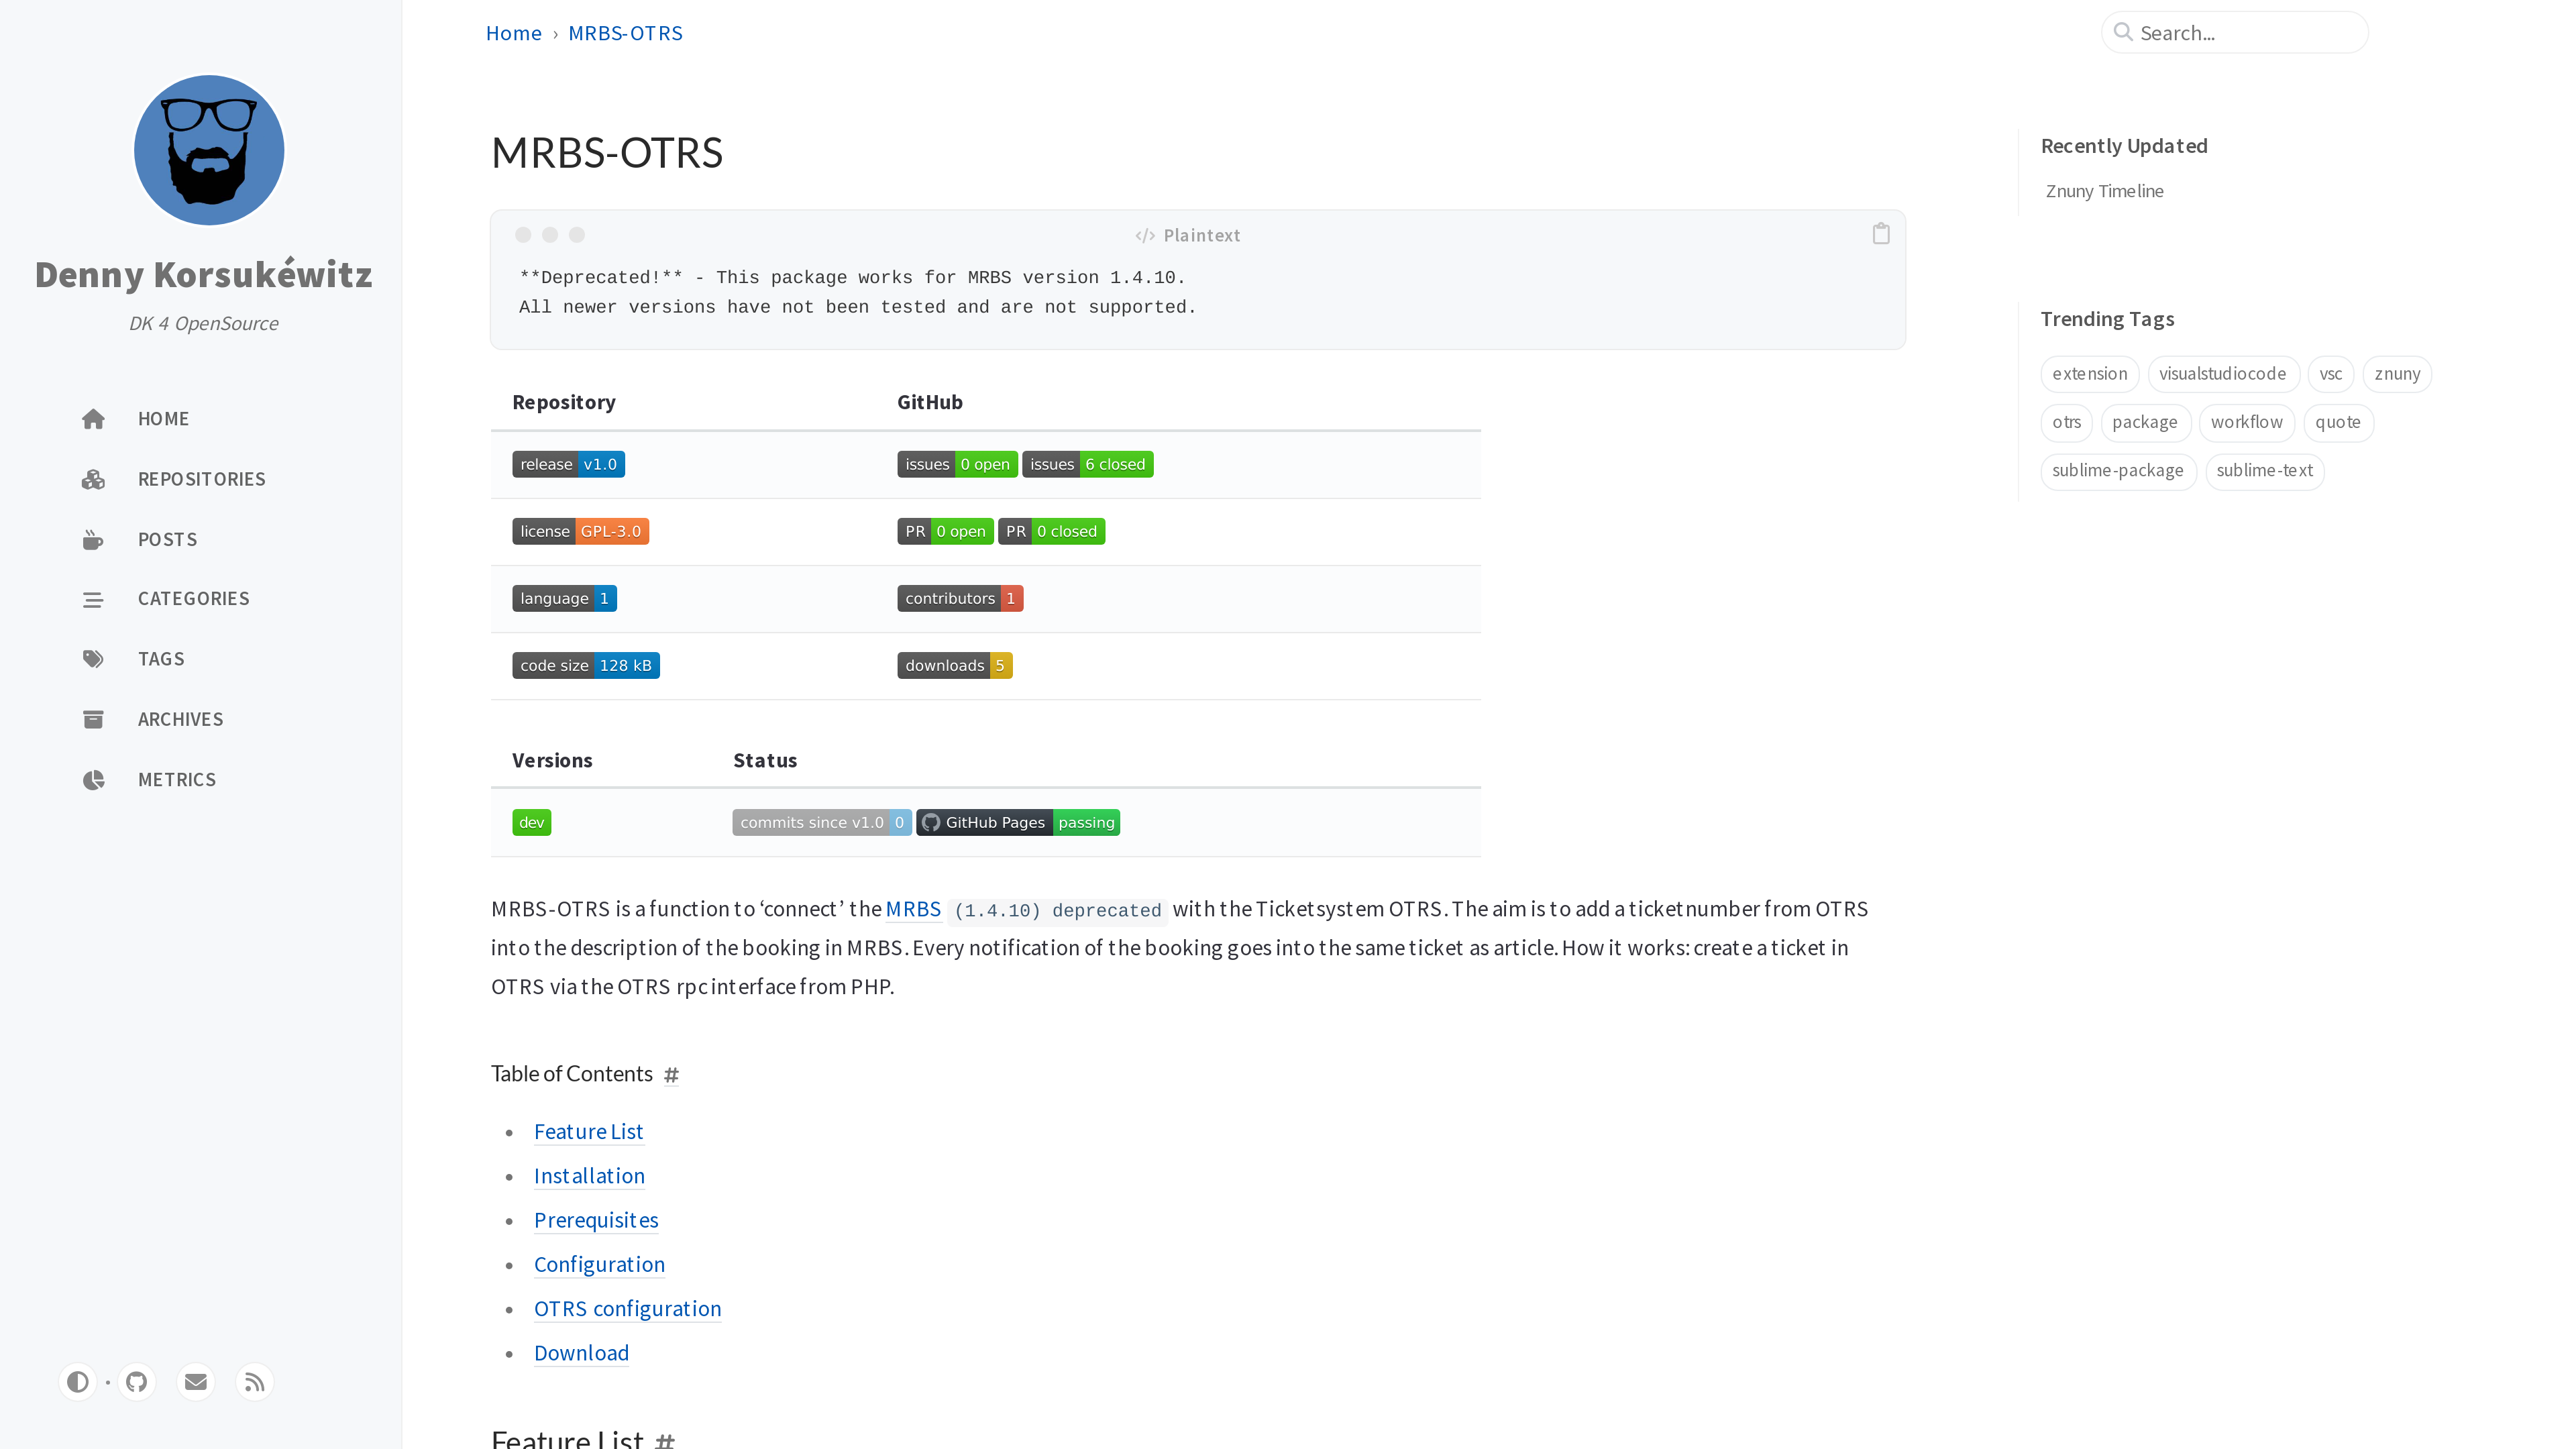 Denny Korsukéwitz
DK 4 OpenSource
HOME
REPOSITORIES
POSTS
CATEGORIES
TAGS
ARCHIVES
METRICS
Home › MRBS-OTRS
Search...
MRBS-OTRS
Plaintext
**Deprecated!** - This package works for MRBS version 1.4.10.
All newer versions have not been tested and are not supported.
Repository GitHub
release v1.0 issues 0 open issues 6 closed
license GPL-3.0 PR 0 open PR 0 closed
language 1 contributors 1
code size 128 kB downloads 5
Versions Status
dev commits since v1.0 0 GitHub Pages passing
MRBS-OTRS is a function to ‘connect’ the MRBS (1.4.10) deprecated with the Ticketsystem OTRS. The aim is to add a ticketnumber from OTRS
into the description of the booking in MRBS. Every notification of the booking goes into the same ticket as article. How it works: create a ticket in
OTRS via the OTRS rpc interface from PHP.
Table of Contents #
Feature List
Installation
Prerequisites
Configuration
OTRS configuration
Download
Feature List #
Recently Updated
Znuny Timeline
Trending Tags
extension visualstudiocode vsc znuny
otrs package workflow quote
sublime-package sublime-text